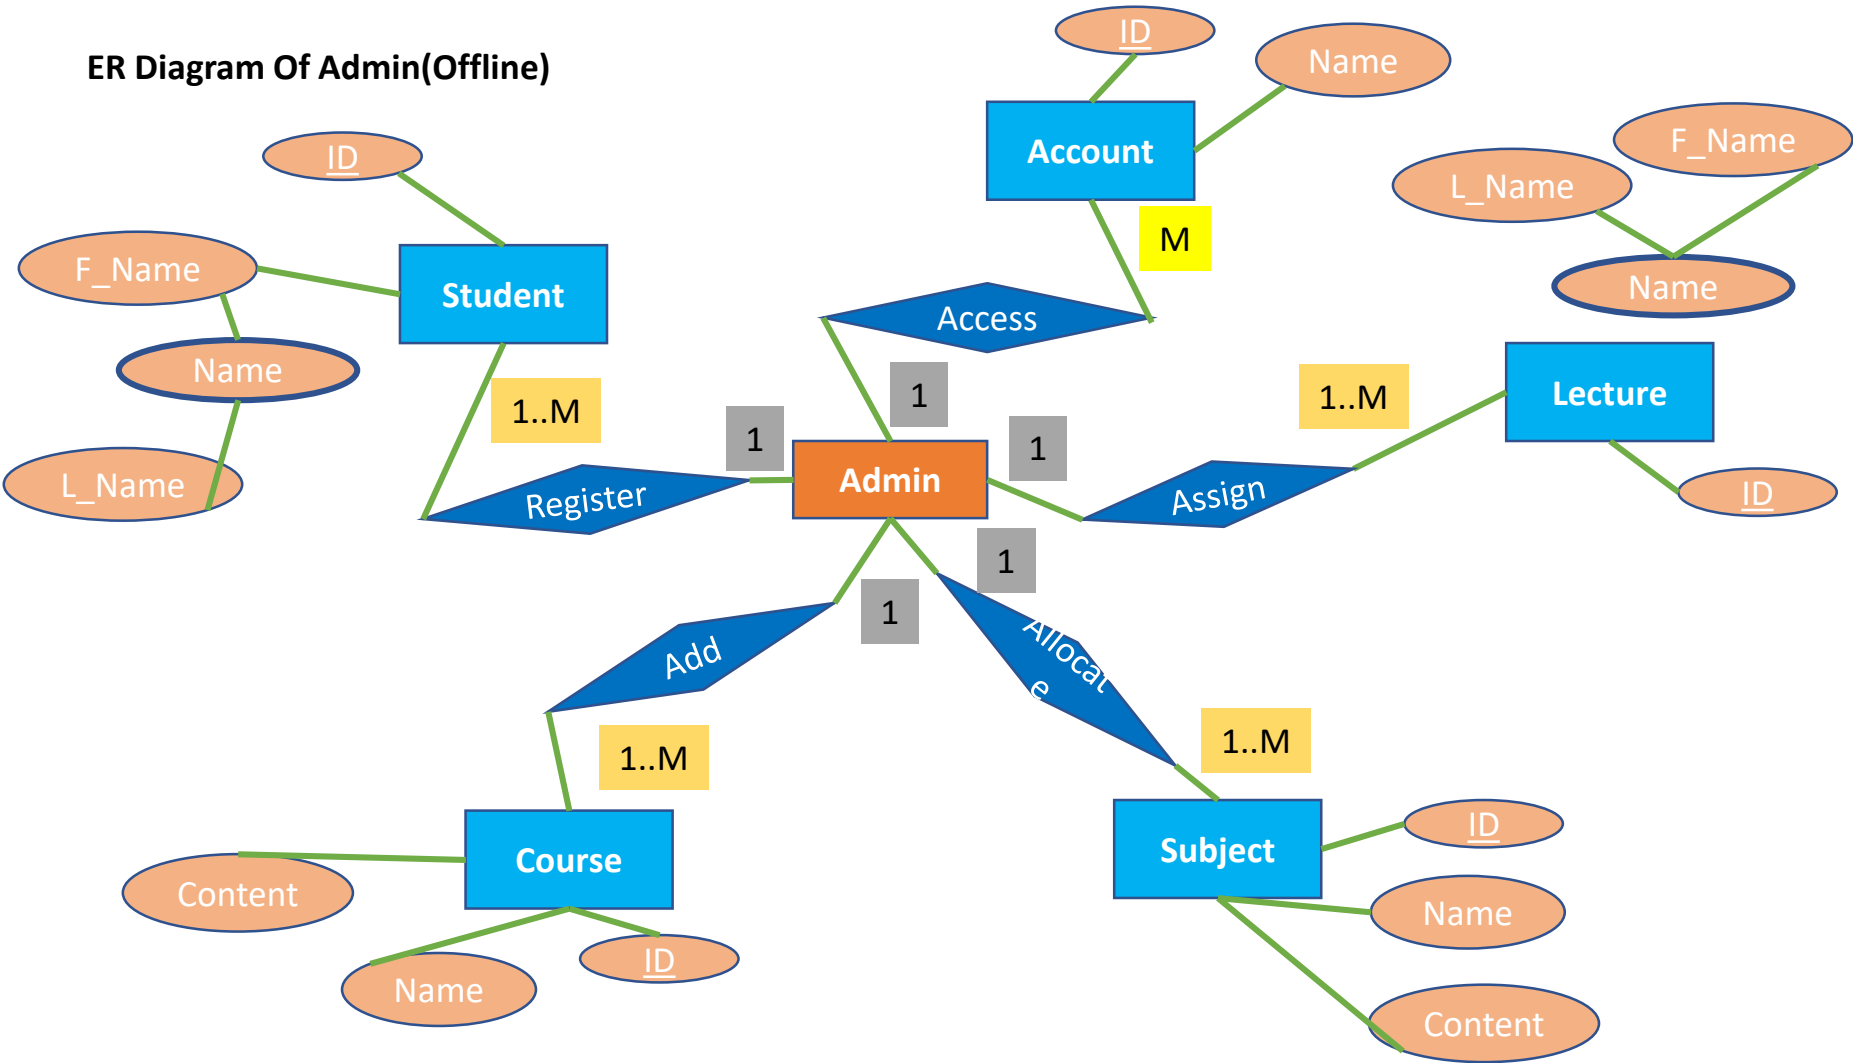 ER Diagram Of Admin(Offline)
ID
Name
Account
F_Name
L_Name
Name
ID
F_Name
Student
Name
L_Name
M
Access
1..M
1
1
1
1..M
Lecture
ID
Register
Admin
Assign
1
1
Add
Allocat
e
1..M
1..M
Course
Content
Name
ID
Subject
ID
Name
Content